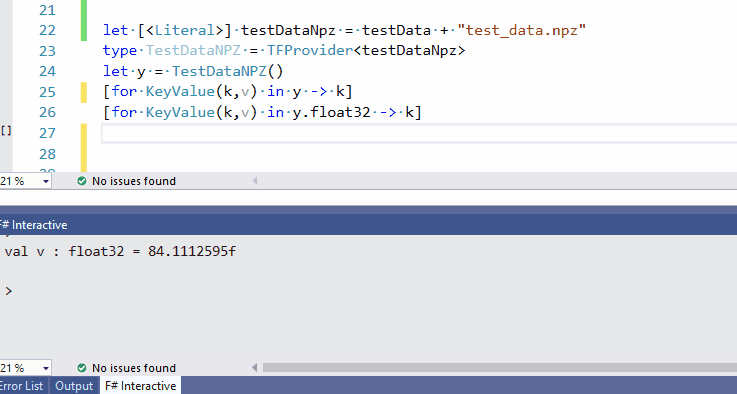 21
22 let [<Literal>] testDataNpz = testData + "test_data.npz"
23 type TestDataNPZ = TFProvider<testDataNpz>
24 let y = TestDataNPZ()
25 [for KeyValue(k,v) in y -> k]
26 [for KeyValue(k,v) in y.float32 -> k]
27
28
21 % No issues found
F# Interactive
val v : float32 = 84.1112595f
>
21 % No issues found
Error List Output F# Interactive